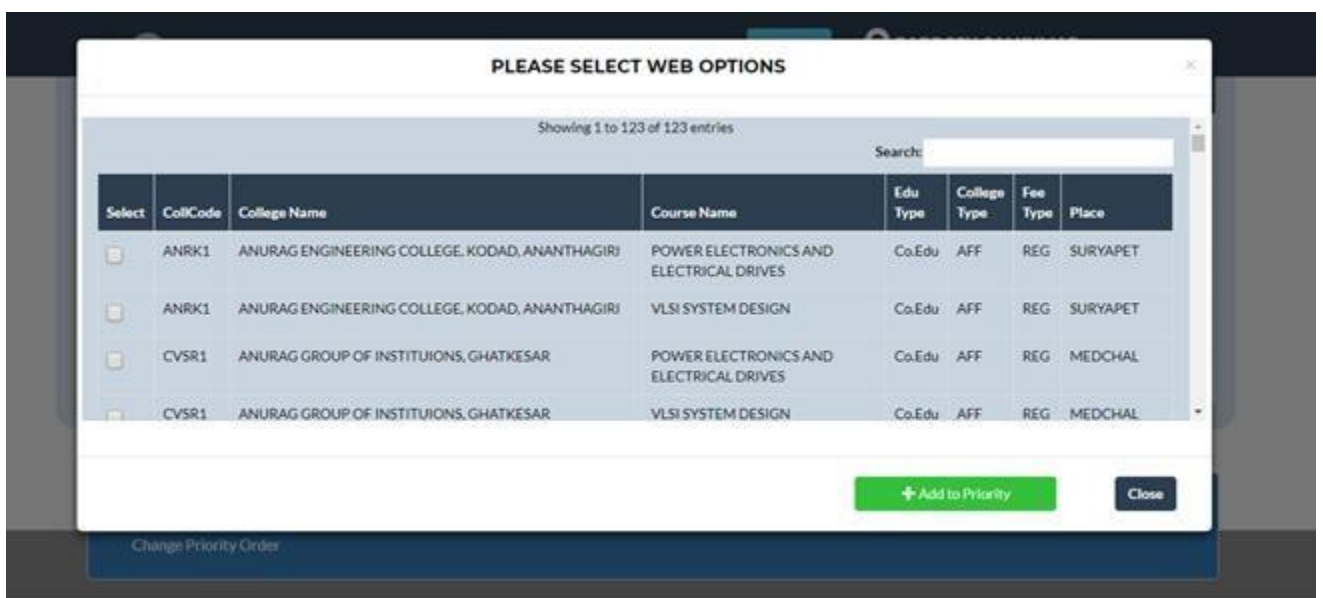 PLEASE SELECT WEB OPTIONS
×
Showing 1 to 123 of 123 entries
Search:
Select CollCode College Name Course Name Edu Type College Type Fee Type Place
ANRK1 ANURAG ENGINEERING COLLEGE, KODAD, ANANTHAGIRI POWER ELECTRONICS AND ELECTRICAL DRIVES Co.Edu AFF REG SURYAPET
ANRK1 ANURAG ENGINEERING COLLEGE, KODAD, ANANTHAGIRI VLSI SYSTEM DESIGN Co.Edu AFF REG SURYAPET
CVSR1 ANURAG GROUP OF INSTITUIONS, GHATKESAR POWER ELECTRONICS AND ELECTRICAL DRIVES Co.Edu AFF REG MEDCHAL
CVSR1 ANURAG GROUP OF INSTITUIONS, GHATKESAR VLSI SYSTEM DESIGN Co.Edu AFF REG MEDCHAL
+ Add to Priority
Close
Change Priority Order